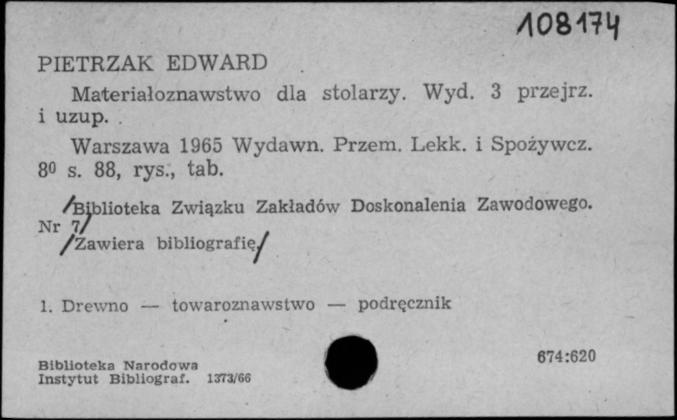 108174
PIETRZAK EDWARD
Materiałoznawstwo dla stolarzy. Wyd. 3 przejrz.
i uzup.
Warszawa 1965 Wydawn. Przem. Lekk. i Spożywcz.
8⁰ s. 88, rys., tab.
/Biblioteka Związku Zakładów Doskonalenia Zawodowego.
Nr 7/
/Zawiera bibliografię/
1. Drewno — towaroznawstwo — podręcznik
674:620
Biblioteka Narodowa
Instytut Bibliograf. 1373/66